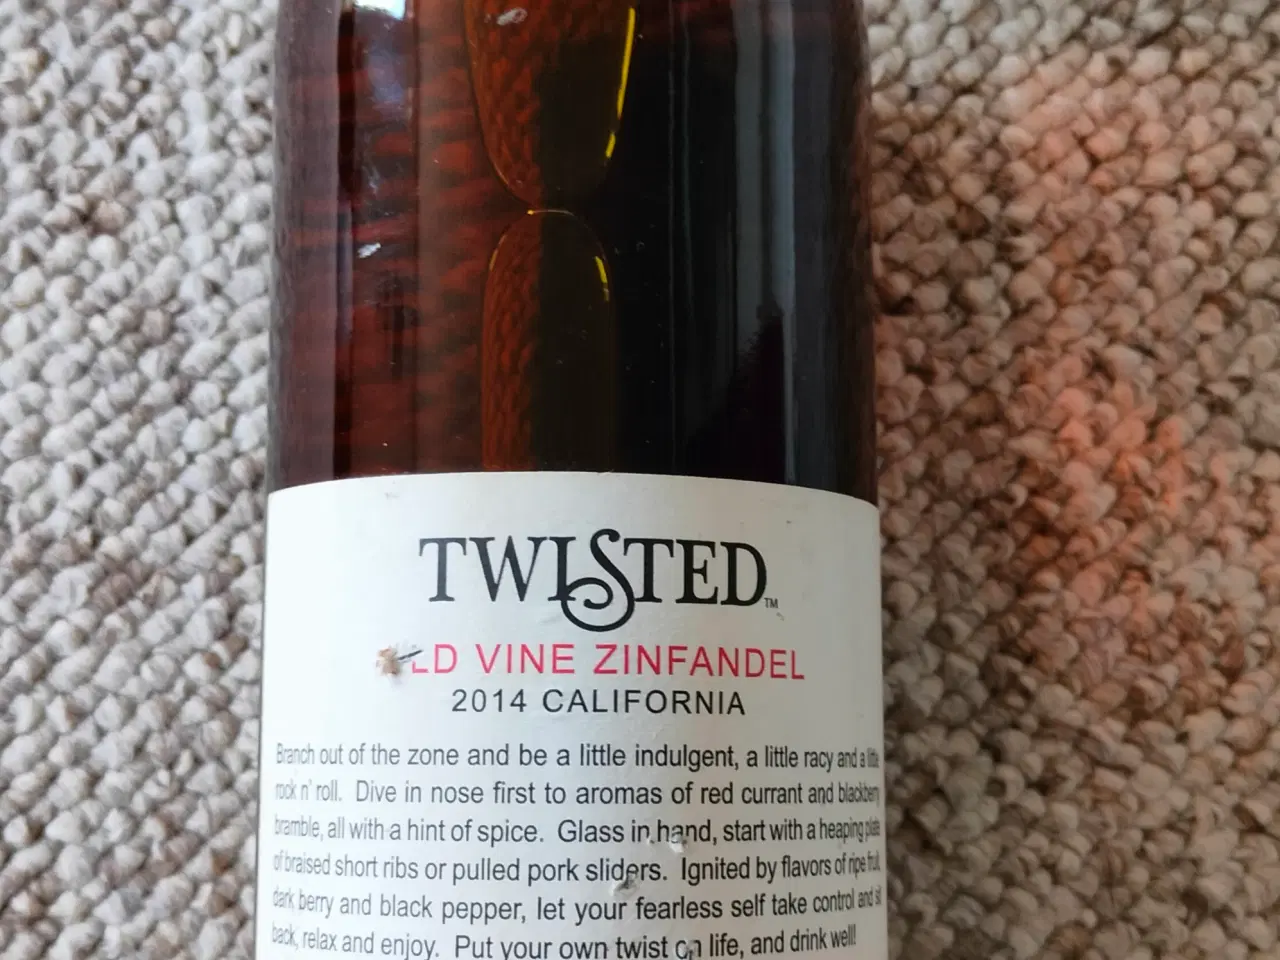 TWISTED™
LD VINE ZINFANDEL
2014 CALIFORNIA
Branch out of the zone and be a little indulgent, a little racy and a little
rock n' roll. Dive in nose first to aromas of red currant and blackberry
bramble, all with a hint of spice. Glass in hand, start with a heaping plate
of braised short ribs or pulled pork sliders. Ignited by flavors of ripe fruit,
dark berry and black pepper, let your fearless self take control and sit
back, relax and enjoy. Put your own twist on life, and drink well!